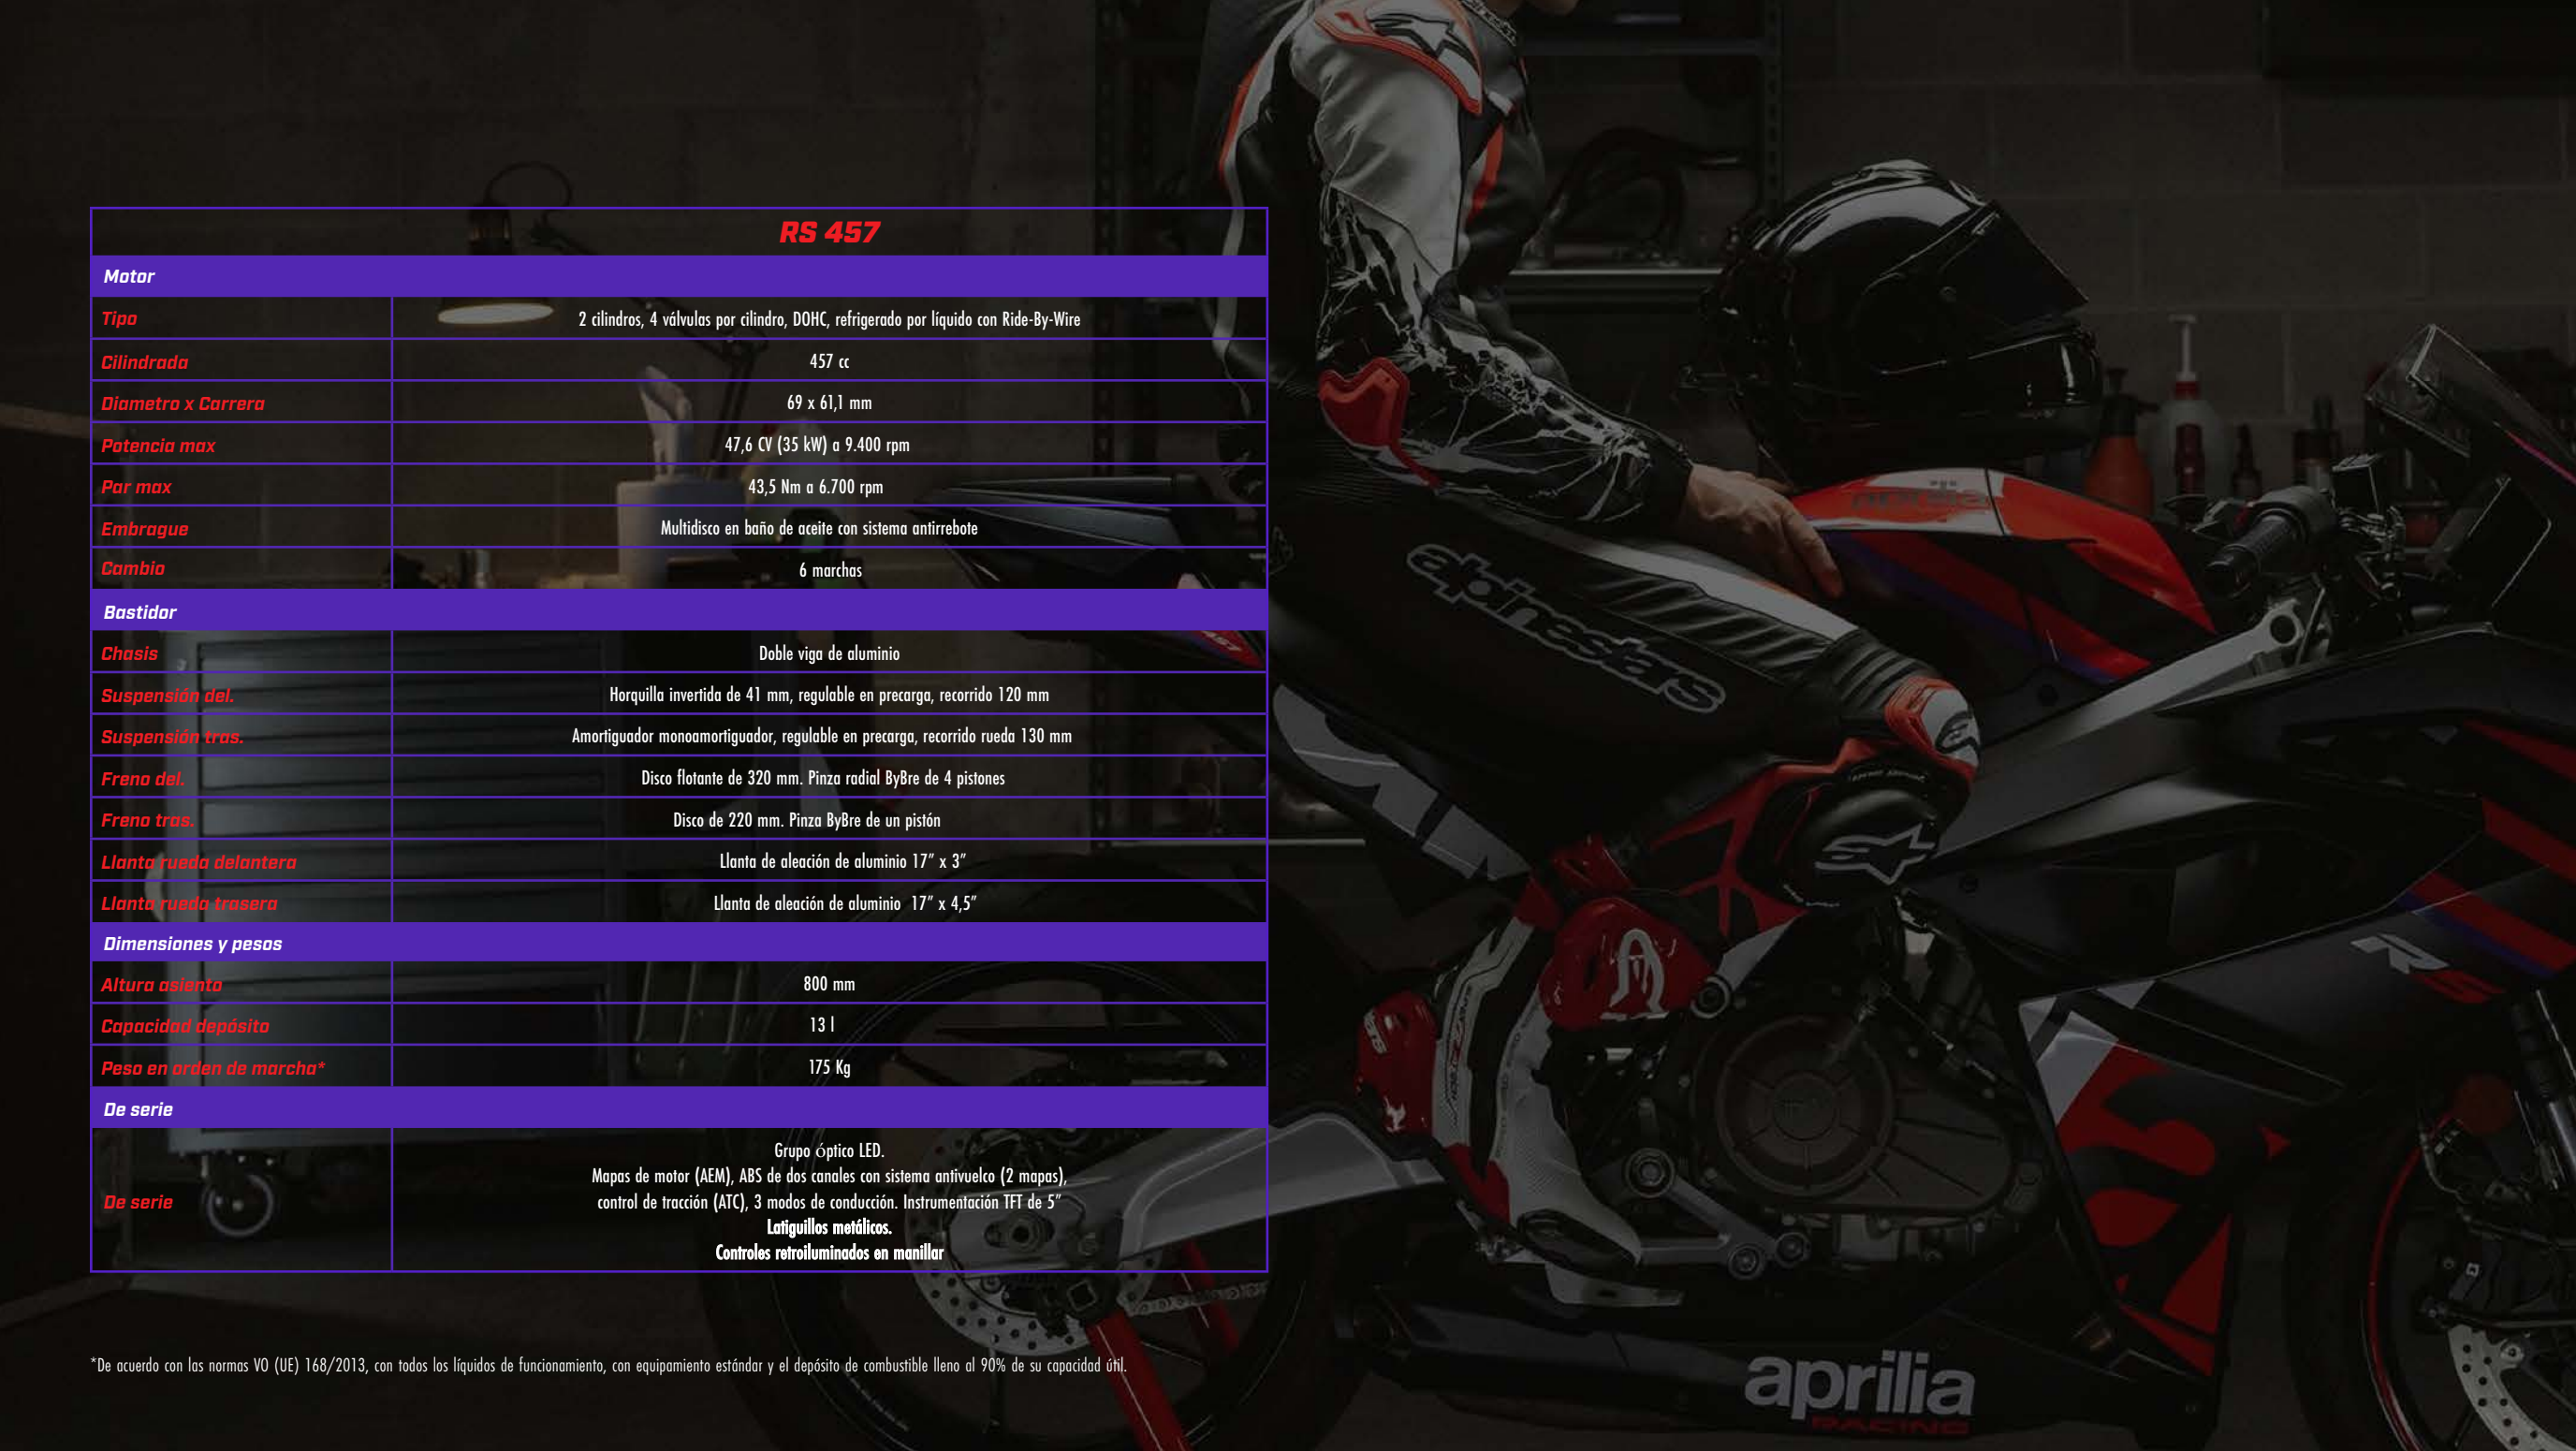 RS 457
Motor
Tipo 2 cilindros, 4 válvulas por cilindro, DOHC, refrigerado por líquido con Ride-By-Wire
Cilindrada 457 cc
Diametro x Carrera 69 x 61,1 mm
Potencia max 47,6 CV (35 kW) a 9.400 rpm
Par max 43,5 Nm a 6.700 rpm
Embrague Multidisco en baño de aceite con sistema antirrebote
Cambio 6 marchas
Bastidor
Chasis Doble viga de aluminio
Suspensión del. Horquilla invertida de 41 mm, regulable en precarga, recorrido 120 mm
Suspensión tras. Amortiguador monoamortiguador, regulable en precarga, recorrido rueda 130 mm
Freno del. Disco flotante de 320 mm. Pinza radial ByBre de 4 pistones
Freno tras. Disco de 220 mm. Pinza ByBre de un pistón
Llanta rueda delantera Llanta de aleación de aluminio 17” x 3”
Llanta rueda trasera Llanta de aleación de aluminio 17” x 4,5”
Dimensiones y pesos
Altura asiento 800 mm
Capacidad depósito 13 l
Peso en orden de marcha* 175 Kg
De serie
De serie
Grupo óptico LED.
Mapas de motor (AEM), ABS de dos canales con sistema antivuelco (2 mapas),
control de tracción (ATC), 3 modos de conducción. Instrumentación TFT de 5”
Latiguillos metálicos.
Controles retroiluminados en manillar
*De acuerdo con las normas VO (UE) 168/2013, con todos los líquidos de funcionamiento, con equipamiento estándar y el depósito de combustible lleno al 90% de su capacidad útil.
alpinestars
aprilia
457
RS
aprilia
RACING